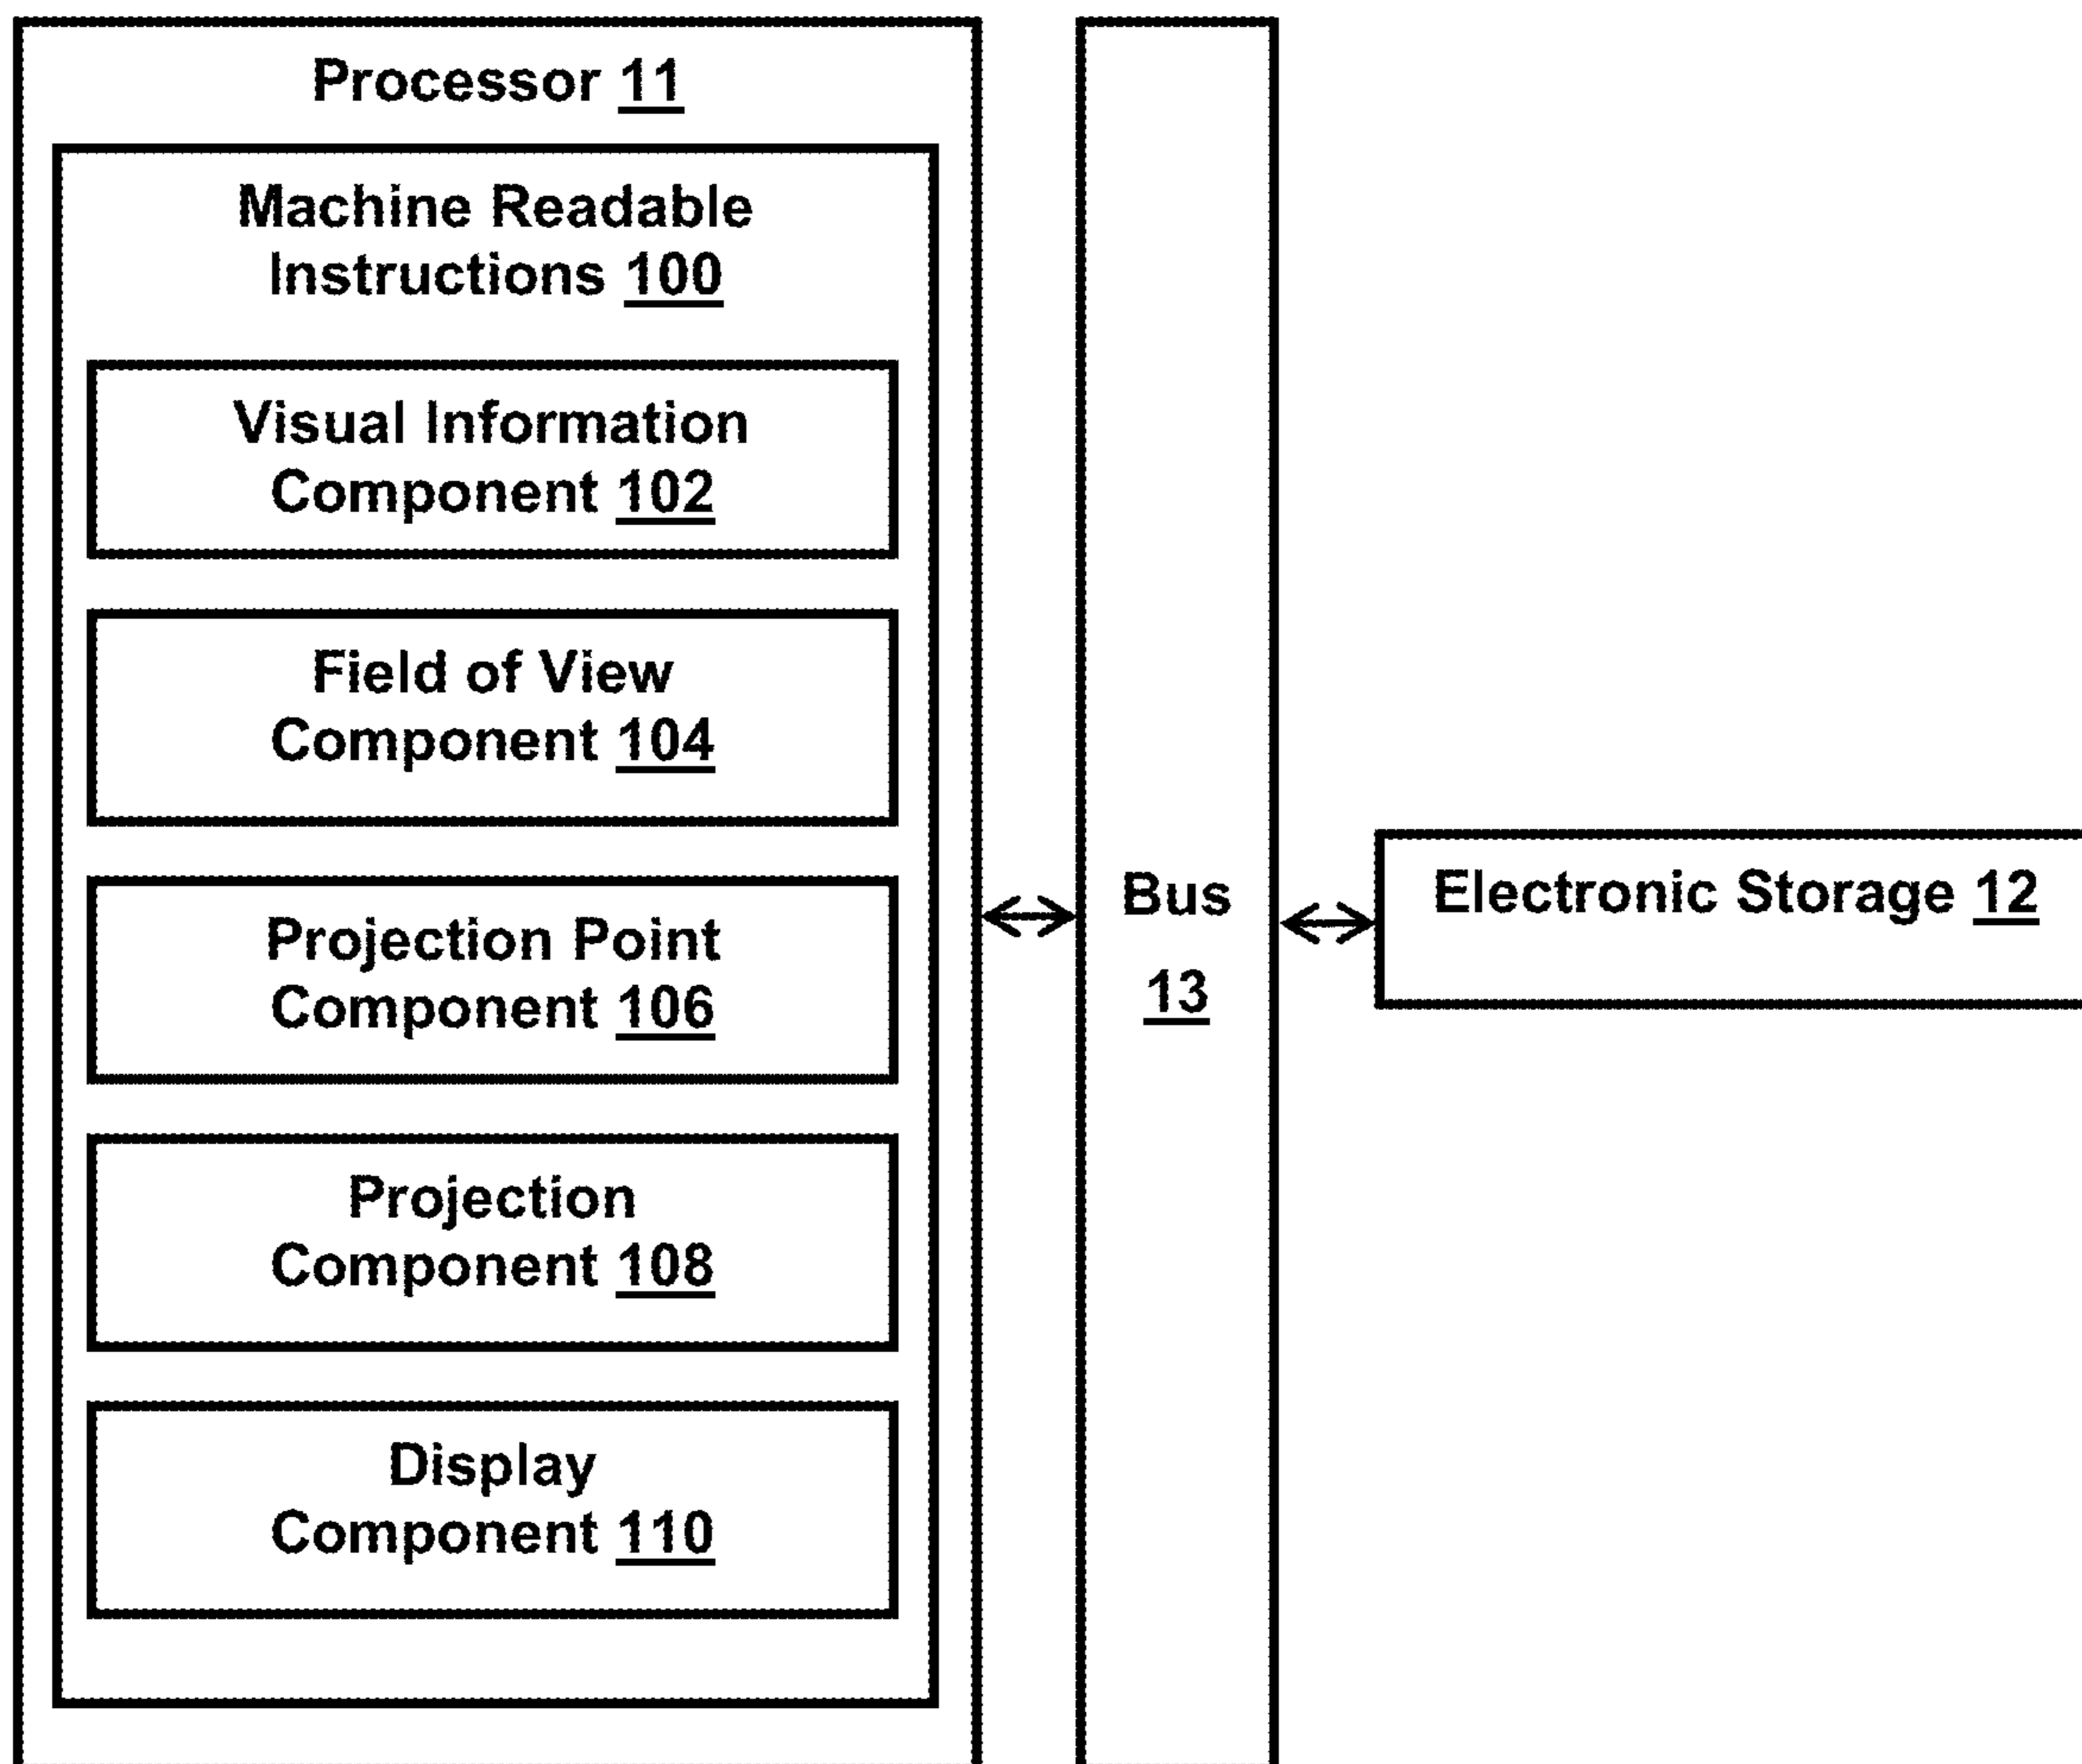 Processor 11
Machine Readable
Instructions 100
Visual Information
Component 102
Field of View
Component 104
Projection Point
Component 106
Projection
Component 108
Display
Component 110
Bus
13
Electronic Storage 12